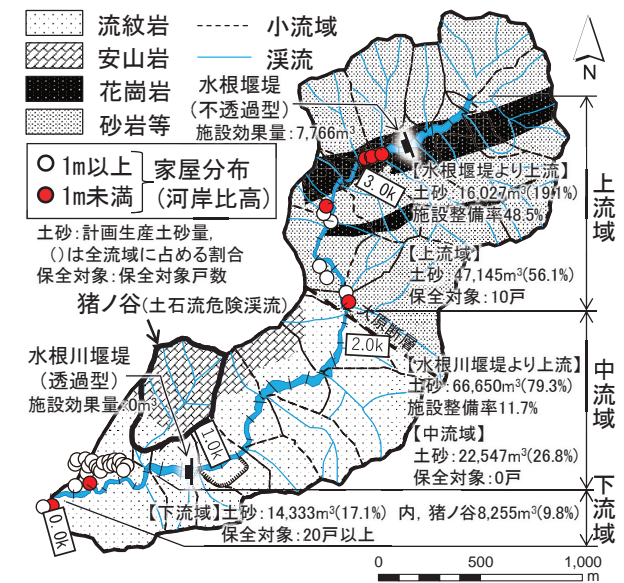 流紋岩
安山岩
花崗岩
砂岩等
小流域
渓流
N
1m以上
1m未満
家屋分布
(河岸比高)
土砂:計画生産土砂量,
()は全流域に占める割合
保全対象:保全対象戸数
水根堰堤
(不透過型)
施設効果量:7,766m³
3.0k
【水根堰堤より上流】
土砂:16,027m³(19.1%)
施設整備率48.5%
【上流域】
土砂:47,145m³(56.1%)
保全対象:10戸
上流域
猪ノ谷(土石流危険渓流)
水根川堰堤
(透過型)
施設効果量:0m³
大原断層
2.0k
【水根川堰堤より上流】
土砂:66,650m³(79.3%)
施設整備率11.7%
【中流域】
土砂:22,547m³(26.8%)
保全対象:0戸
中流域
1.0k
0.0k
【下流域】土砂:14,333m³(17.1%) 内,猪ノ谷8,255m³(9.8%)
保全対象:20戸以上
下流域
0 500 1,000
m